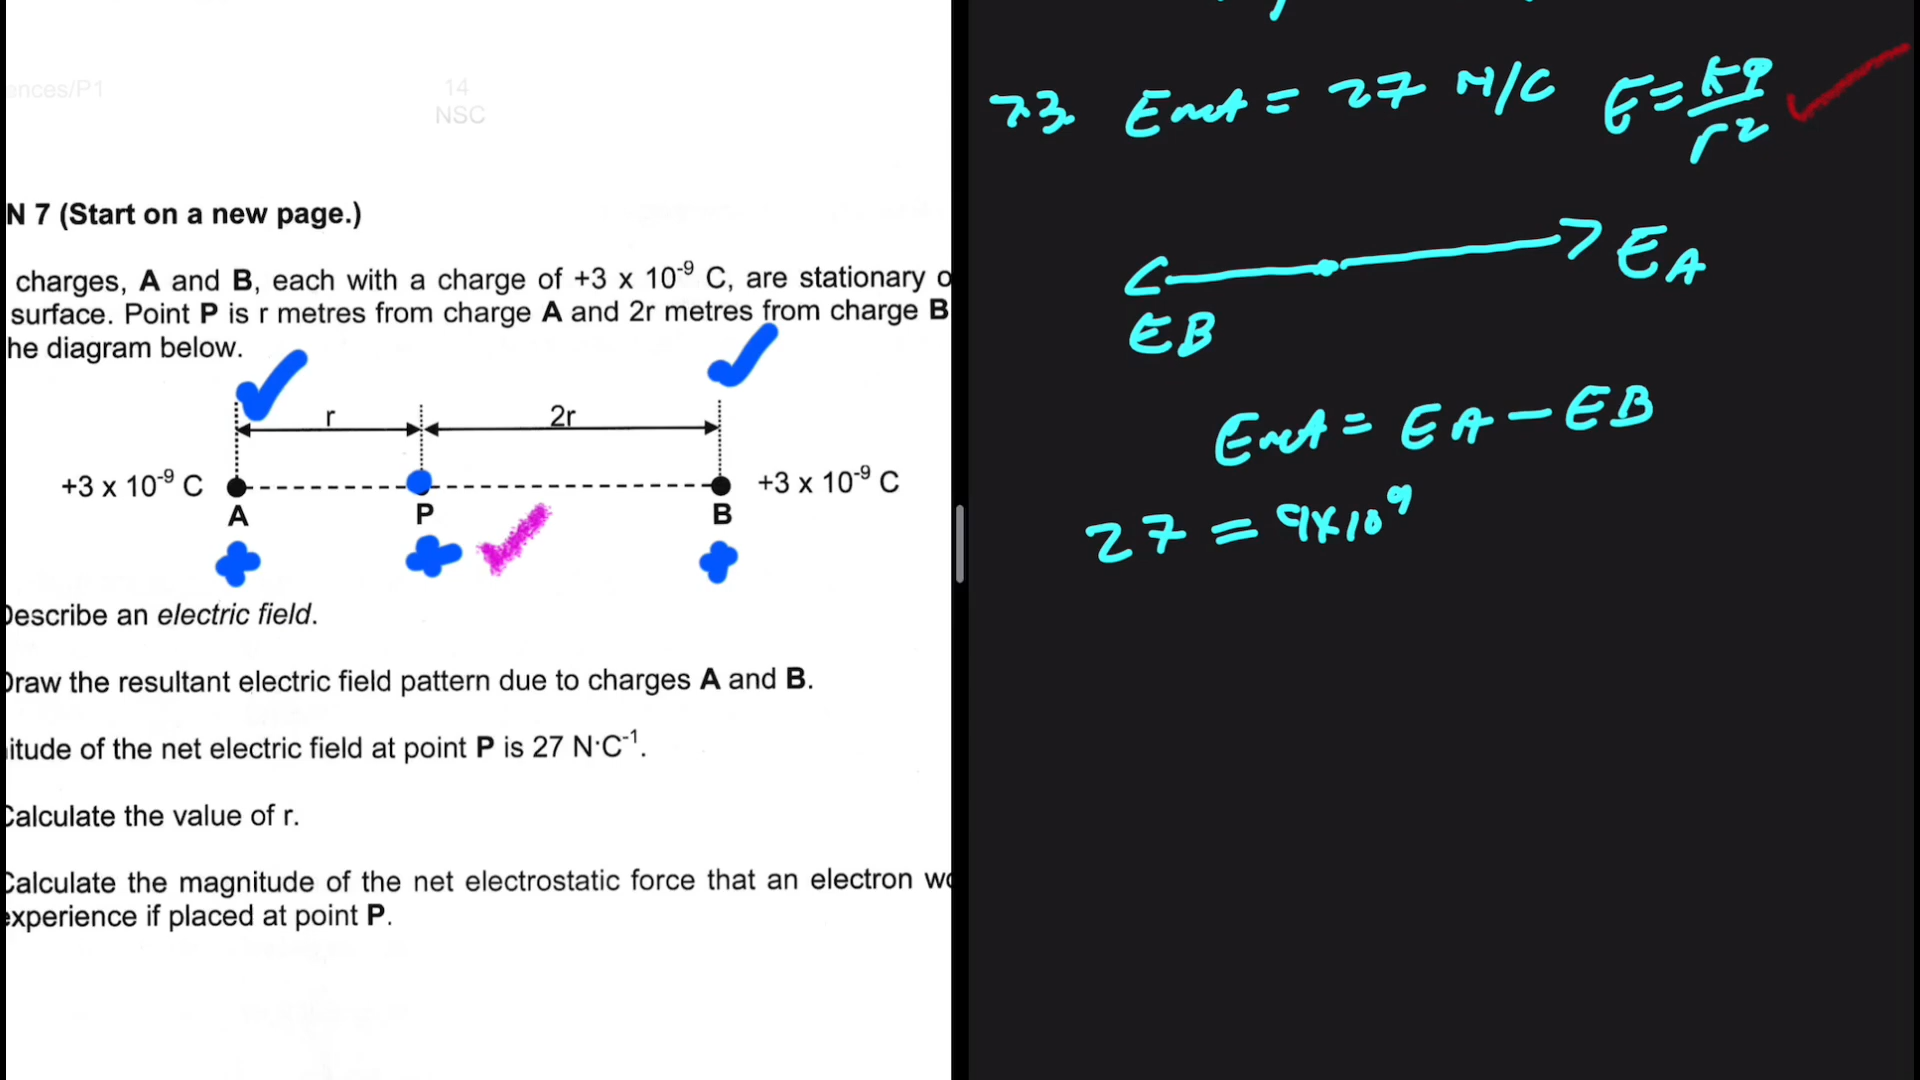 ences/P1
14
NSC
N 7 (Start on a new page.)
charges, A and B, each with a charge of +3 x 10⁻⁹ C, are stationary o
surface. Point P is r metres from charge A and 2r metres from charge B
he diagram below.
r 2r
+3 x 10⁻⁹ C +3 x 10⁻⁹ C
A P B
Describe an electric field.
Draw the resultant electric field pattern due to charges A and B.
itude of the net electric field at point P is 27 N·C⁻¹.
Calculate the value of r.
Calculate the magnitude of the net electrostatic force that an electron wo
experience if placed at point P.
7.3. Enet = 27 N/C E = kq/r²
EA
EB
Enet = EA - EB
27 = 9x10⁹